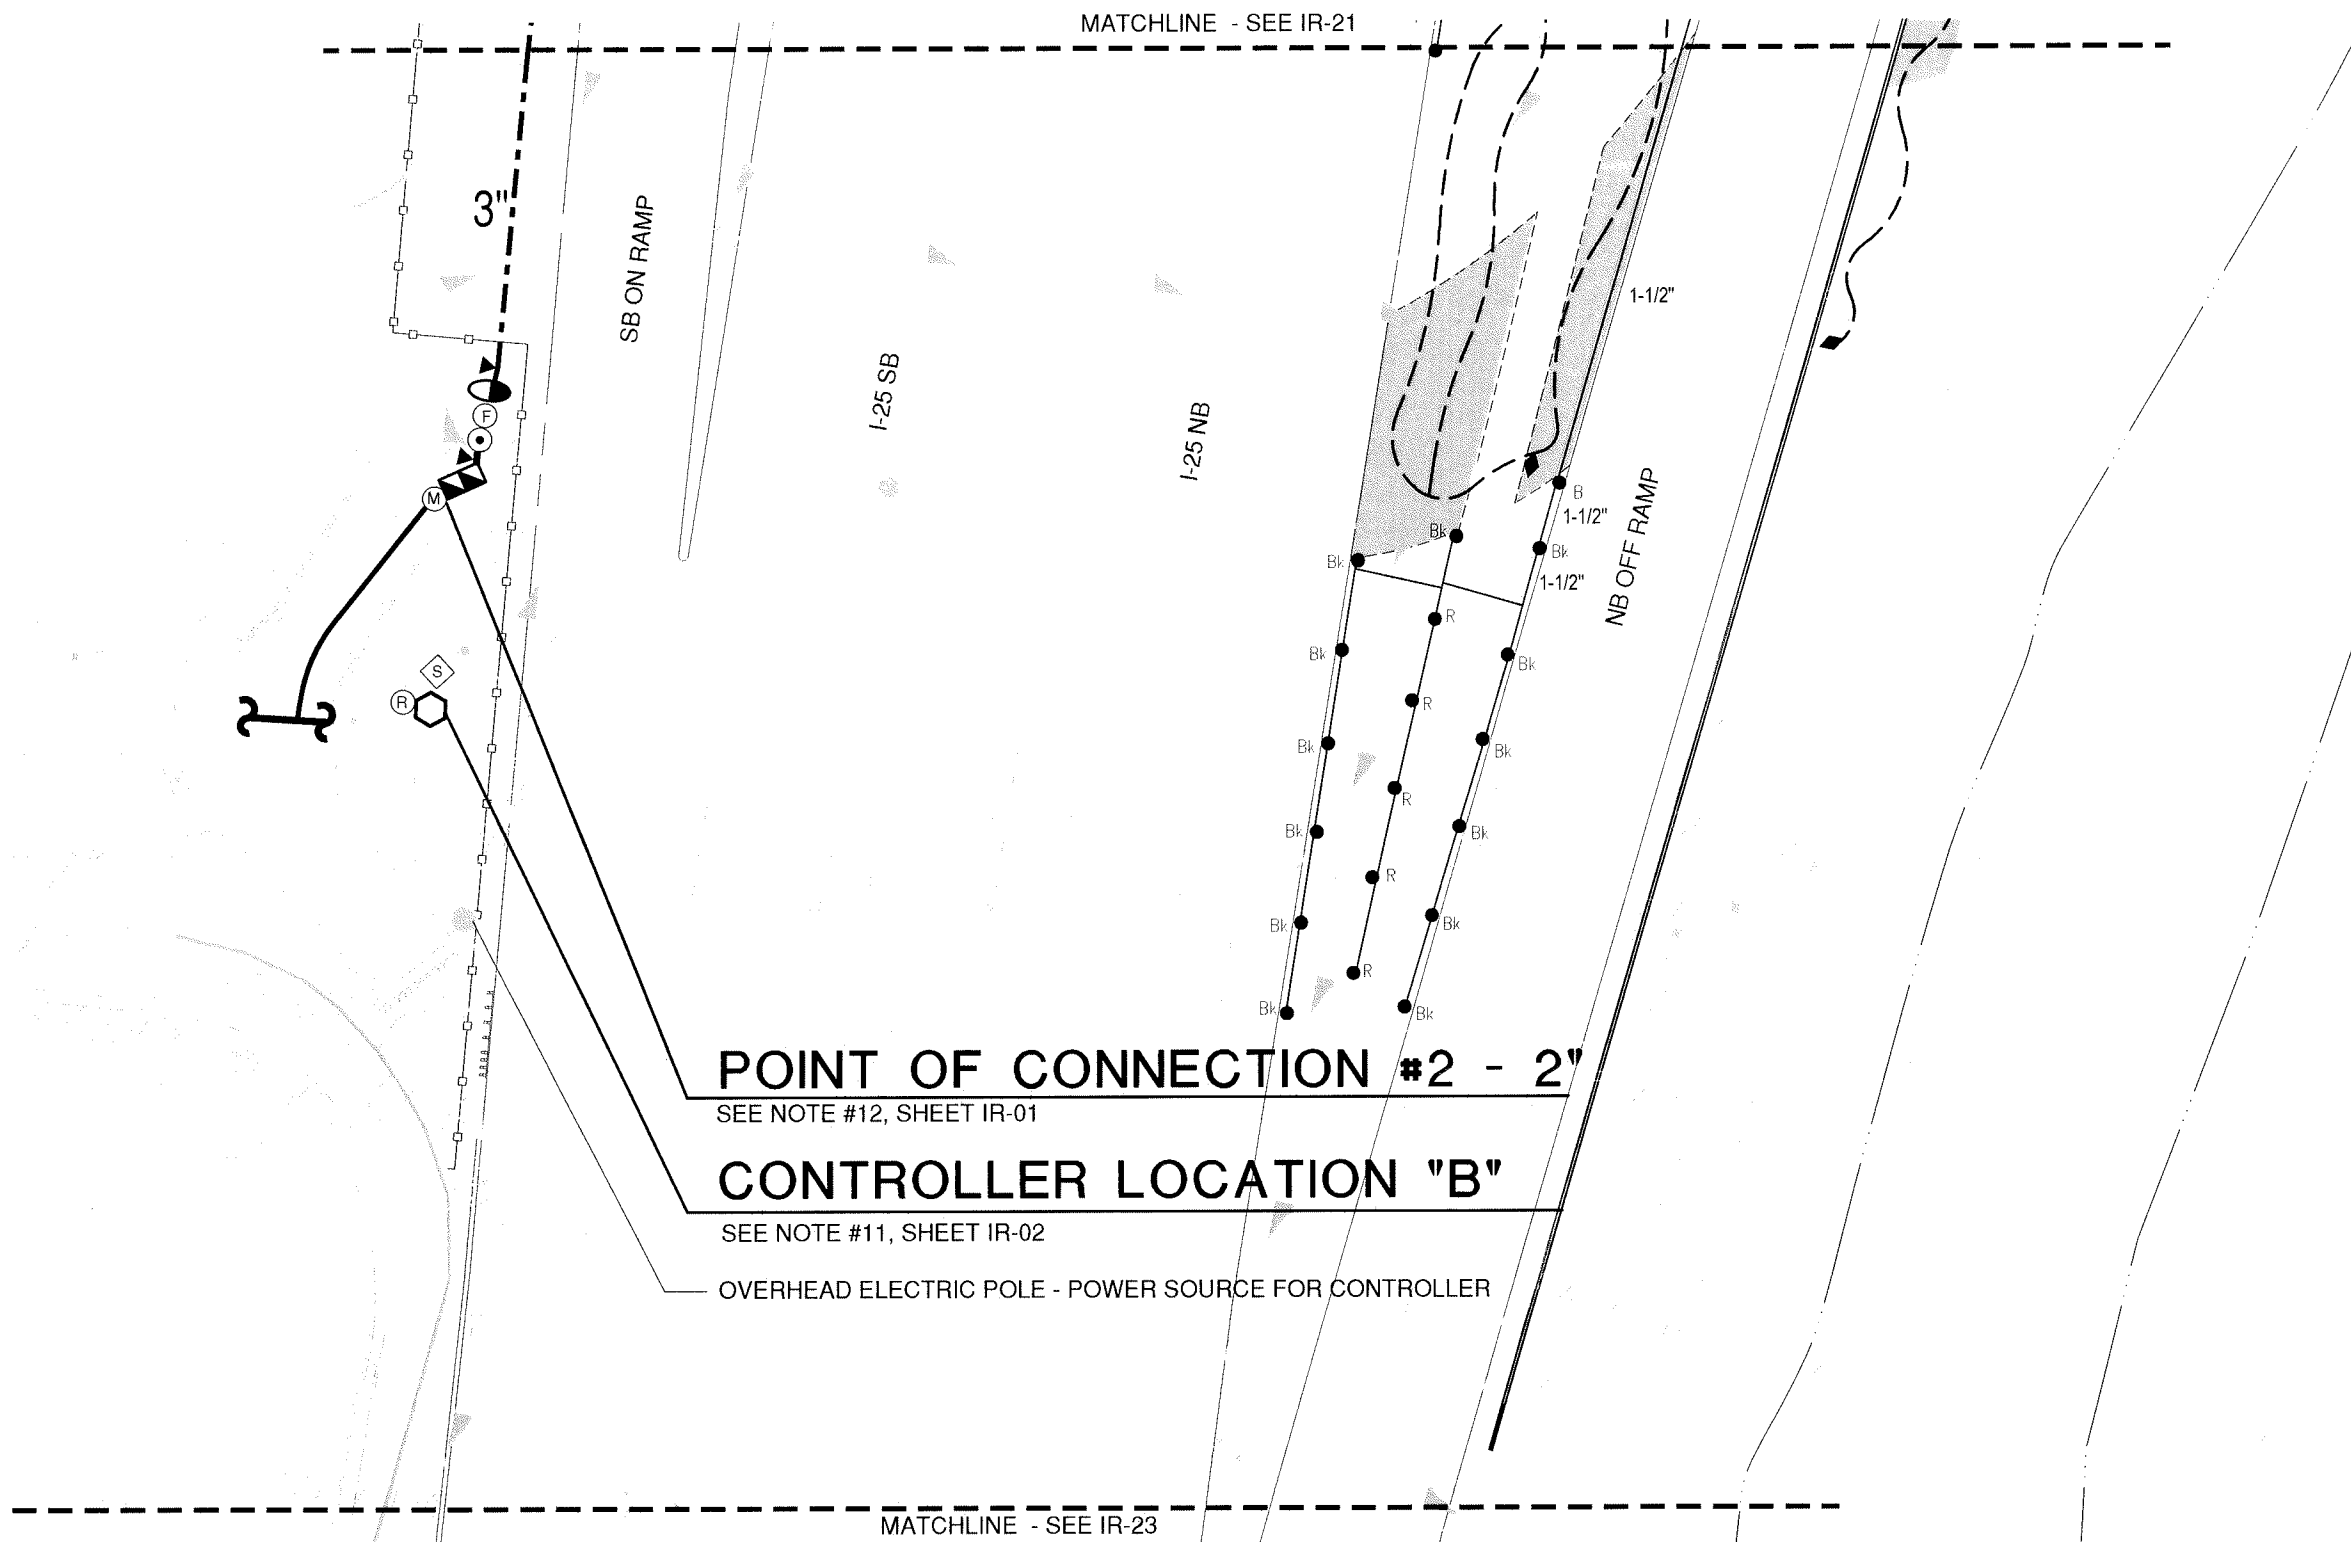 MATCHLINE - SEE IR-21
3"
SB ON RAMP
I-25 SB
I-25 NB
1-1/2"
F
M
B
1-1/2"
NB OFF RAMP
Bk
Bk
Bk
1-1/2"
R
Bk
Bk
S
R
R
Bk
Bk
R
Bk
Bk
R
Bk
Bk
R
Bk
Bk
POINT OF CONNECTION #2 - 2"
SEE NOTE #12, SHEET IR-01
CONTROLLER LOCATION "B"
SEE NOTE #11, SHEET IR-02
OVERHEAD ELECTRIC POLE - POWER SOURCE FOR CONTROLLER
MATCHLINE - SEE IR-23